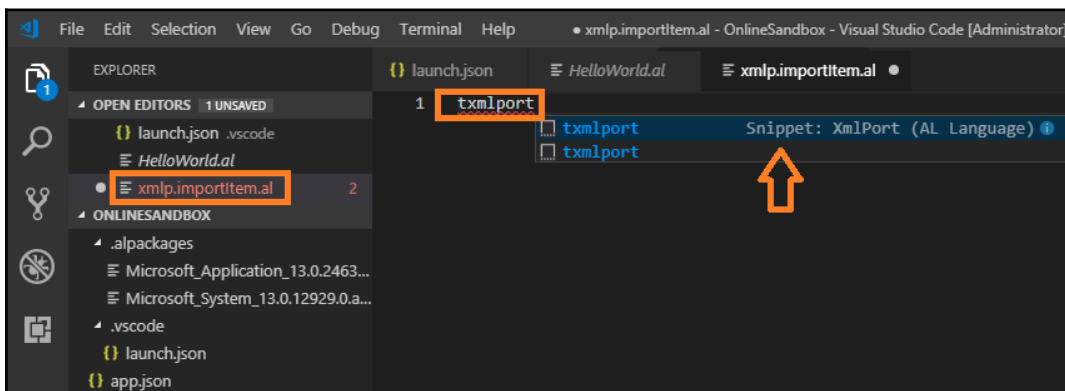 File Edit Selection View Go Debug Terminal Help ● xmlp.importItem.al - OnlineSandbox - Visual Studio Code [Administrator]
EXPLORER
{} launch.json HelloWorld.al xmlp.importItem.al ●
1
OPEN EDITORS 1 UNSAVED
1 txmlport
{} launch.json .vscode
txmlport Snippet: XmlPort (AL Language)
HelloWorld.al
txmlport
● xmlp.importItem.al 2
ONLINESANDBOX
.alpackages
Microsoft_Application_13.0.2463...
Microsoft_System_13.0.12929.0.a...
.vscode
{} launch.json
{} app.json